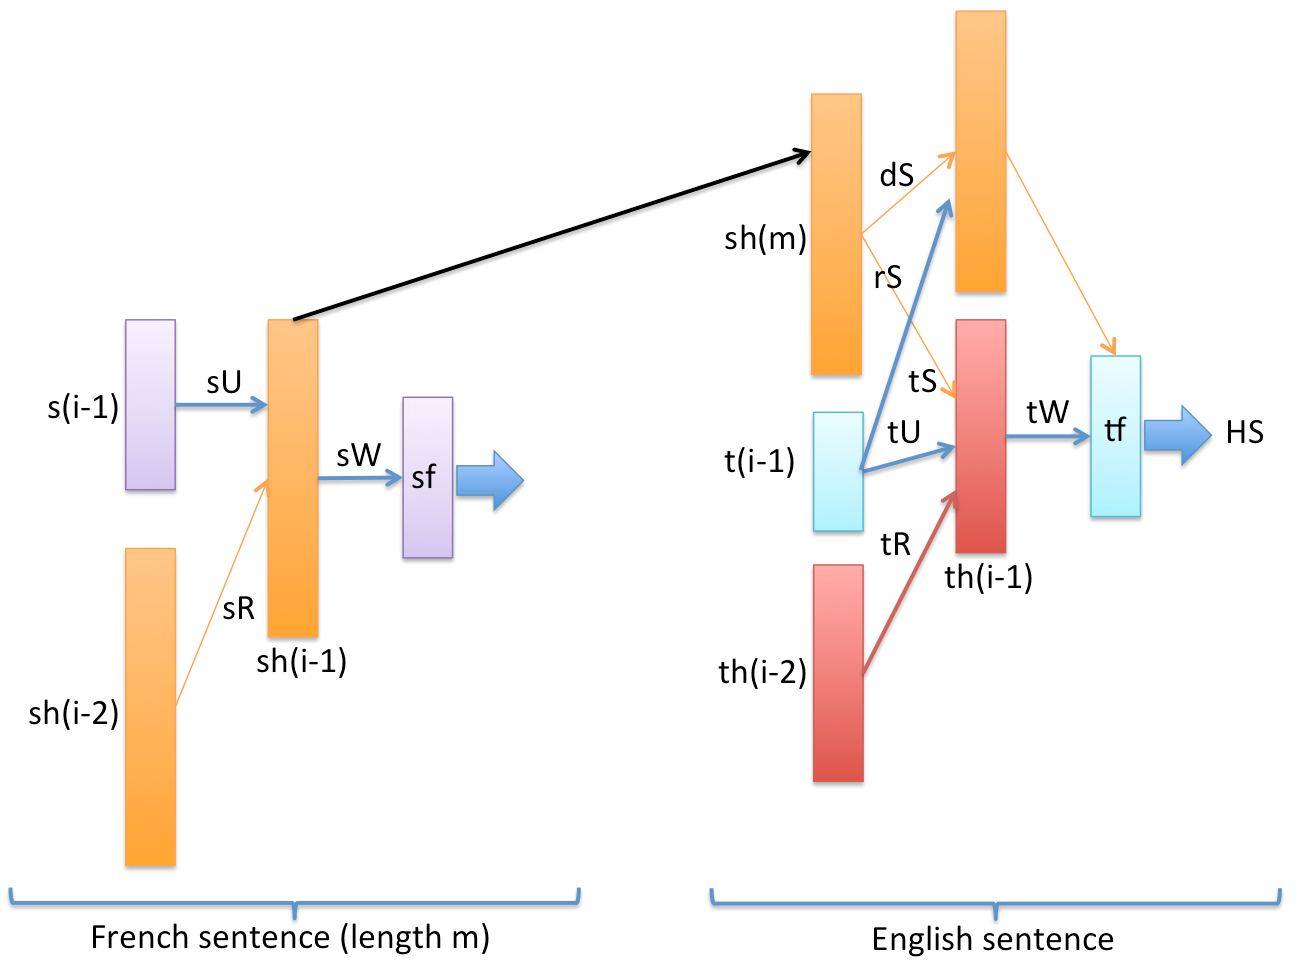 s(i-1)
sU
sW
sf
sR
sh(i-1)
sh(i-2)
French sentence (length m)
sh(m)
dS
rS
tS
t(i-1)
tU
tW
tf
HS
tR
th(i-1)
th(i-2)
English sentence